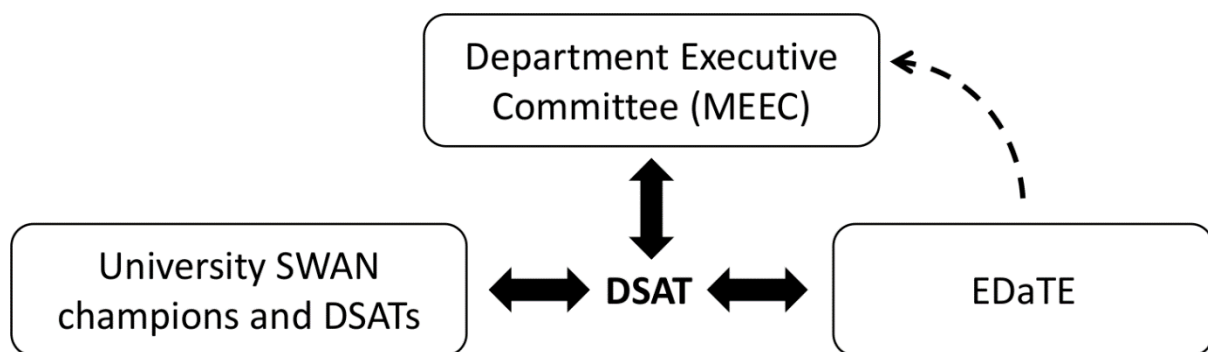 Department Executive
Committee (MEEC)
University SWAN
champions and DSATs
DSAT
EDaTE